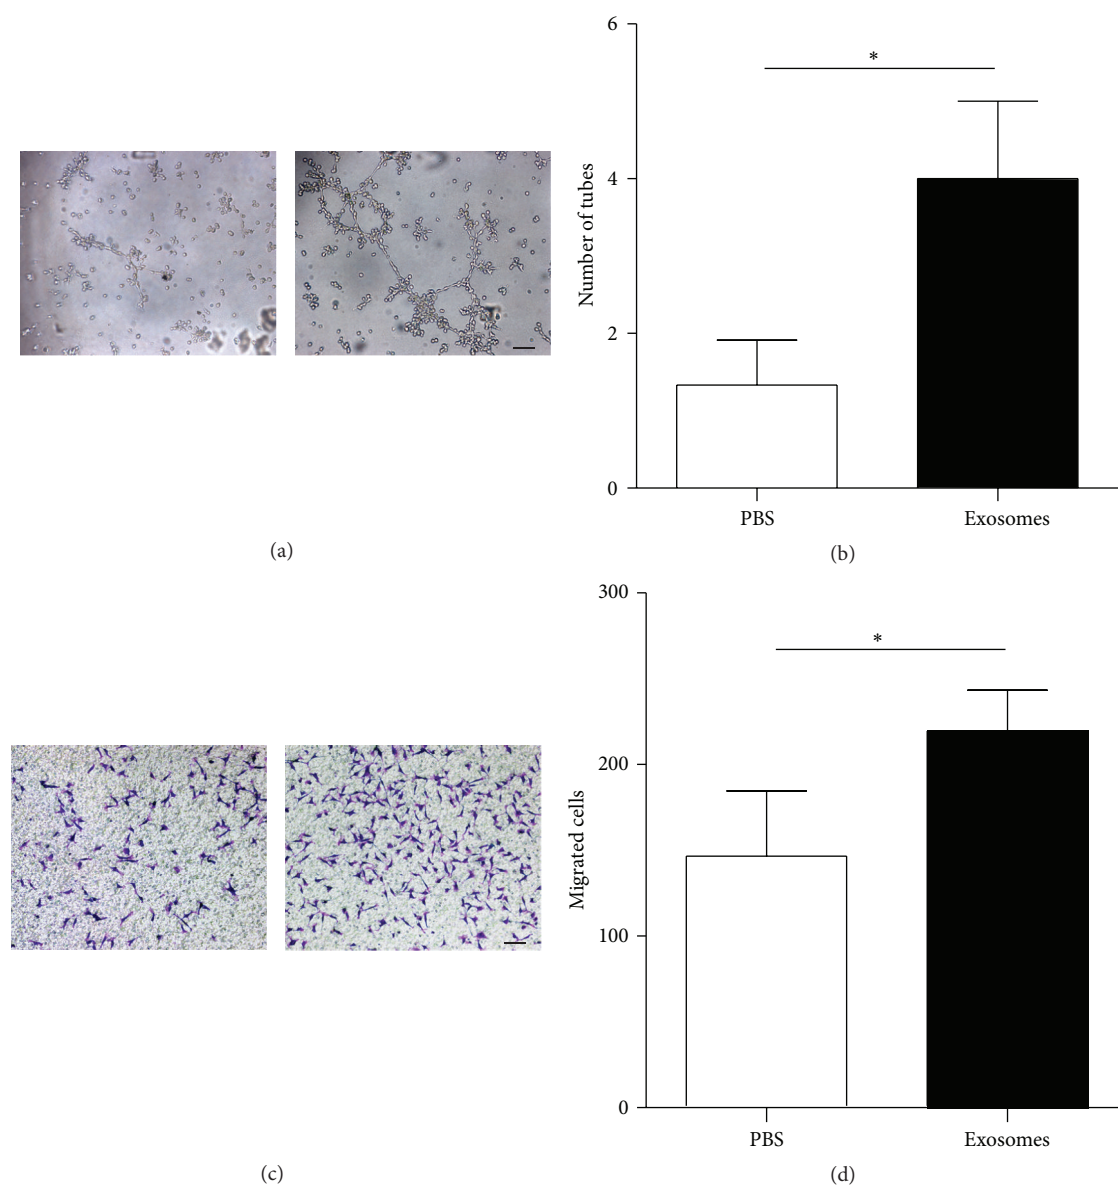 6
*
4
2
0
Number of tubes
PBS
Exosomes
(a)
(b)
300
*
200
100
0
Migrated cells
PBS
Exosomes
(c)
(d)